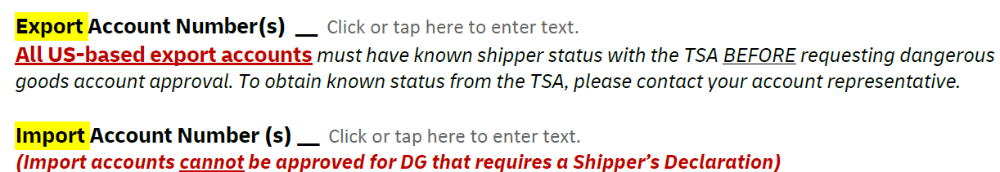 Export Account Number(s) __ Click or tap here to enter text.
All US-based export accounts must have known shipper status with the TSA BEFORE requesting dangerous
goods account approval. To obtain known status from the TSA, please contact your account representative.
Import Account Number (s) __ Click or tap here to enter text.
(Import accounts cannot be approved for DG that requires a Shipper’s Declaration)